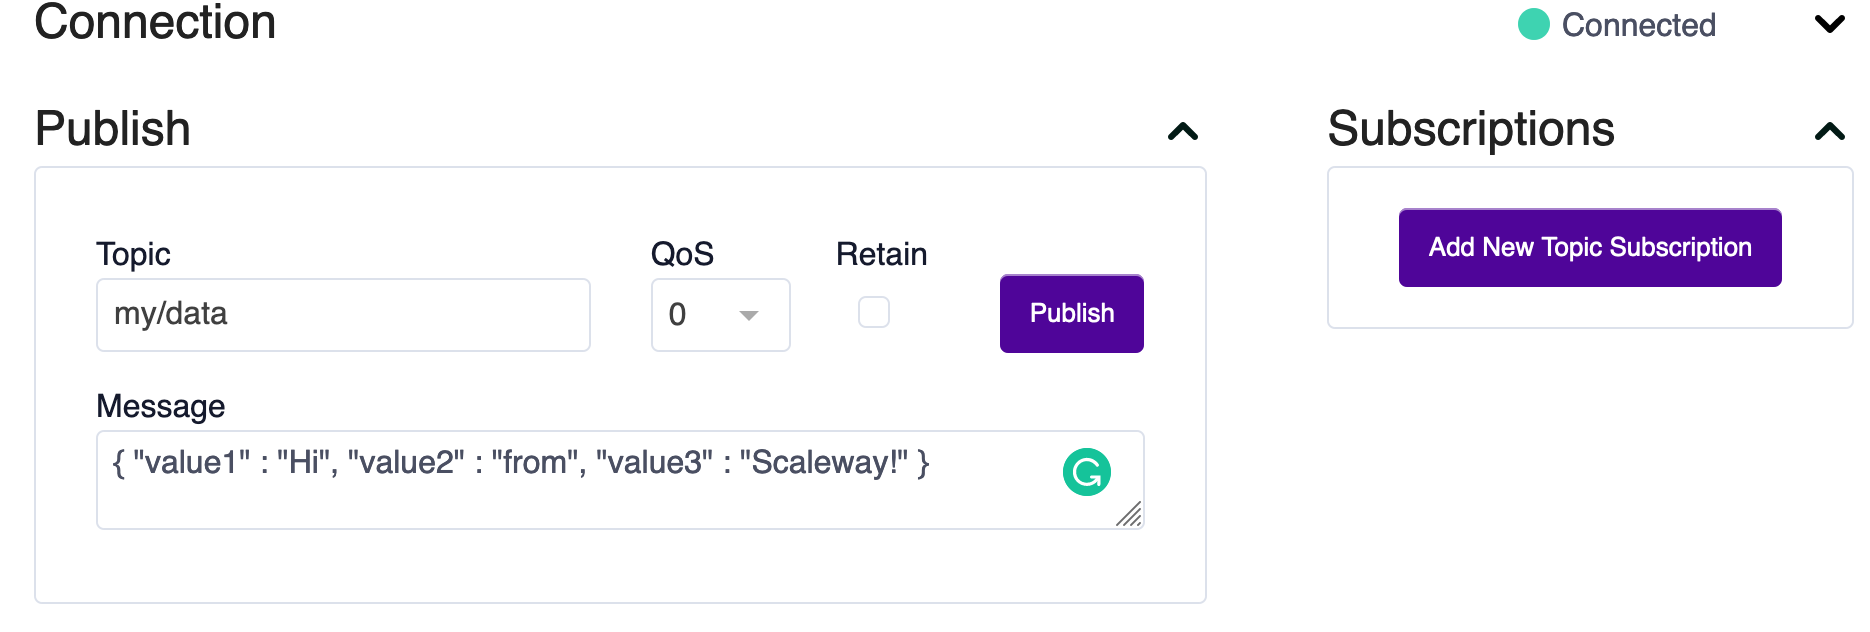 Connection
Connected
Publish
Subscriptions
Topic
QoS
Retain
my/data
0
Publish
Add New Topic Subscription
Message
{ "value1" : "Hi", "value2" : "from", "value3" : "Scaleway!" }